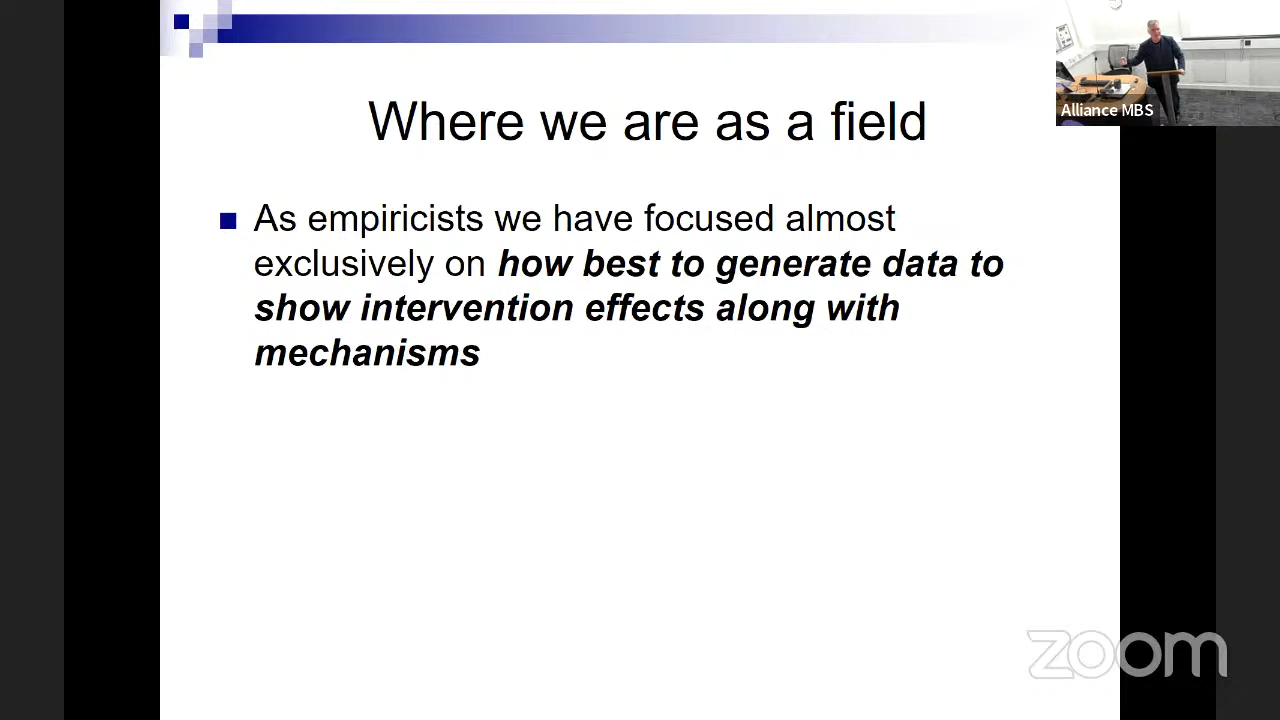 Where we are as a field
Alliance MBS
As empiricists we have focused almost
exclusively on how best to generate data to
show intervention effects along with
mechanisms
zoom